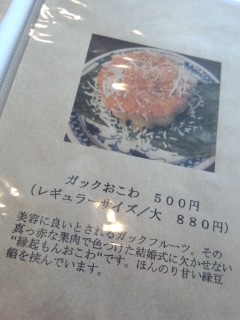 ガックおこわ 500円
(レギュラーサイズ/大 880円)
美容に良いとされるガックフルーツ。その
真っ赤な果肉で色つけた結婚式に欠かせない
"縁起もんおこわ"です。ほんのり甘い緑豆
餡を挟んでいます。